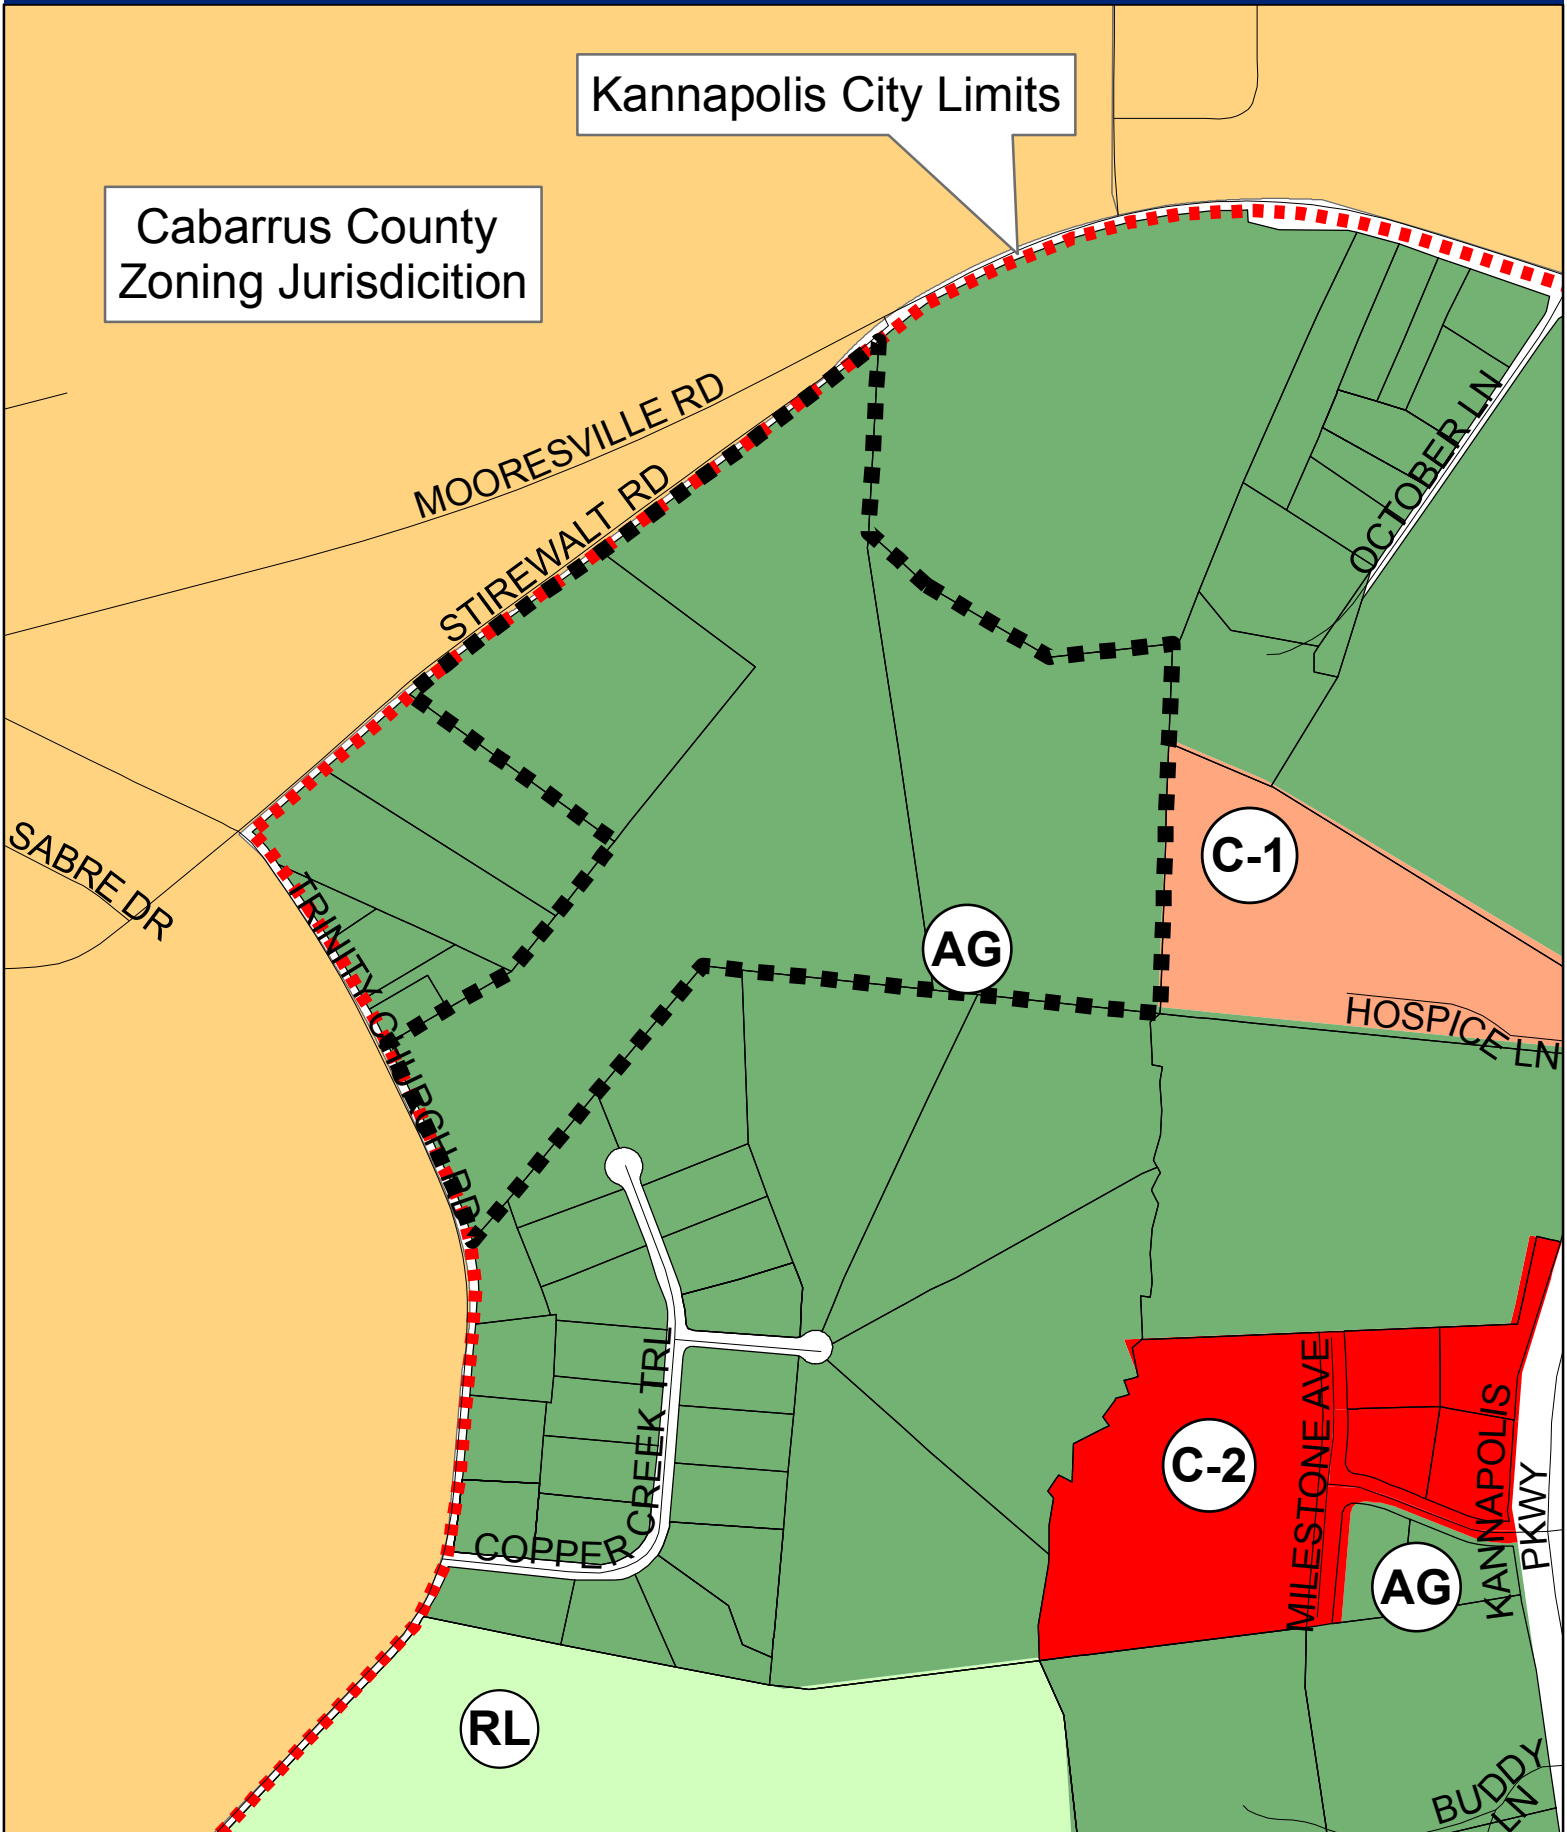 Kannapolis City Limits
Cabarrus County
Zoning Jurisdicition
MOORESVILLE RD
STIREWALT RD
OCTOBER LN
SABRE DR
TRINITY CHURCH RD
C-1
AG
HOSPICE LN
CREEK TRL
COPPER
C-2
MILESTONE AVE
KANNAPOLIS
PKWY
AG
RL
BUDDY
LN